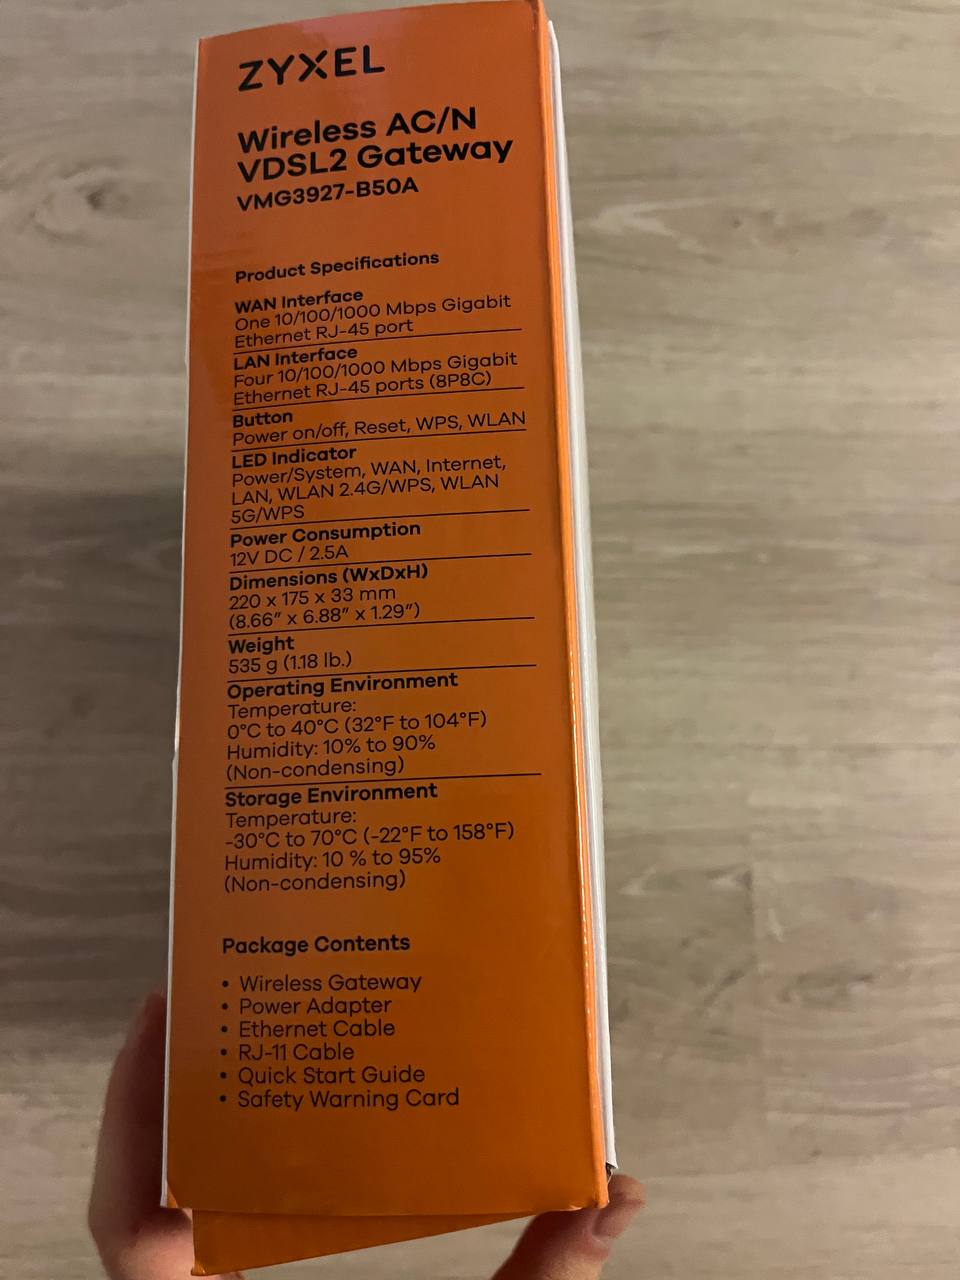 ZYXEL
Wireless AC/N
VDSL2 Gateway
VMG3927-B50A
Product Specifications
WAN Interface
One 10/100/1000 Mbps Gigabit
Ethernet RJ-45 port
LAN Interface
Four 10/100/1000 Mbps Gigabit
Ethernet RJ-45 ports (8P8C)
Button
Power on/off, Reset, WPS, WLAN
LED Indicator
Power/System, WAN, Internet,
LAN, WLAN 2.4G/WPS, WLAN
5G/WPS
Power Consumption
12V DC / 2.5A
Dimensions (WxDxH)
220 x 175 x 33 mm
(8.66″ x 6.88″ x 1.29″)
Weight
535 g (1.18 lb.)
Operating Environment
Temperature:
0°C to 40°C (32°F to 104°F)
Humidity: 10% to 90%
(Non-condensing)
Storage Environment
Temperature:
-30°C to 70°C (-22°F to 158°F)
Humidity: 10 % to 95%
(Non-condensing)
Package Contents
• Wireless Gateway
• Power Adapter
• Ethernet Cable
• RJ-11 Cable
• Quick Start Guide
• Safety Warning Card